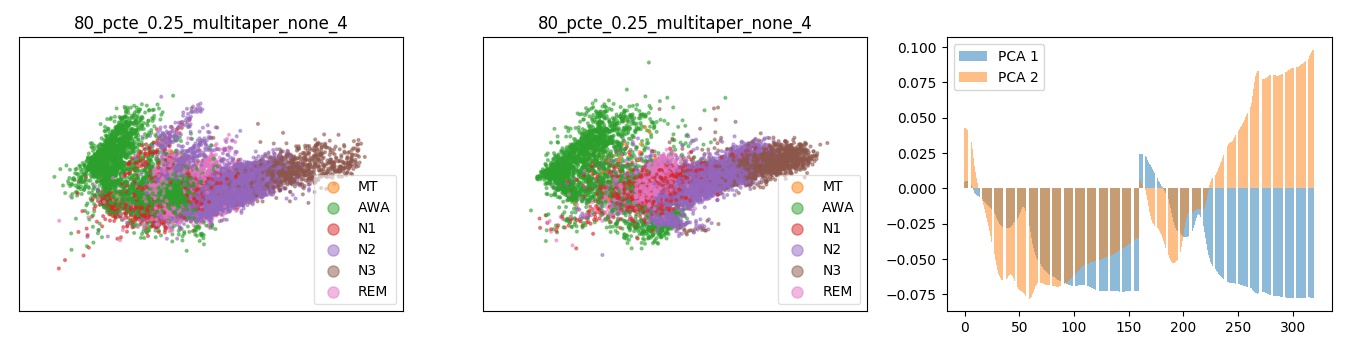 80_pcte_0.25_multitaper_none_4
MT
AWA
N1
N2
N3
REM
80_pcte_0.25_multitaper_none_4
MT
AWA
N1
N2
N3
REM
PCA 1
PCA 2
0.100
0.075
0.050
0.025
0.000
−0.025
−0.050
−0.075
0 50 100 150 200 250 300